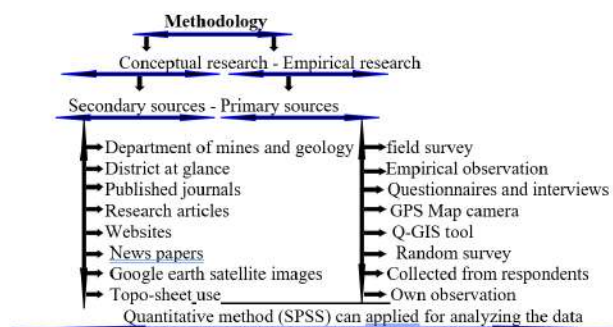 Methodology
Conceptual research - Empirical research
Secondary sources - Primary sources
Department of mines and geology
District at glance
Published journals
Research articles
Websites
News papers
Google earth satellite images
Topo-sheet use
field survey
Empirical observation
Questionnaires and interviews
GPS Map camera
Q-GIS tool
Random survey
Collected from respondents
Own observation
Quantitative method (SPSS) can applied for analyzing the data